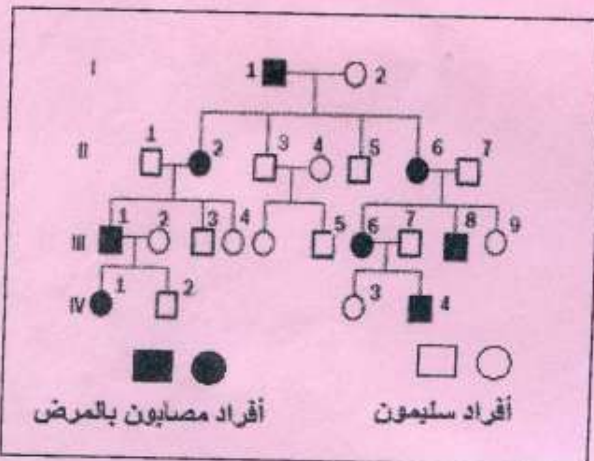 I
1 2
II
1 2 3 4 5 6 7
III
1 2 3 4 5 6 7 8 9
IV
1 2 3 4
أفراد سليمون
أفراد مصابون بالمرض